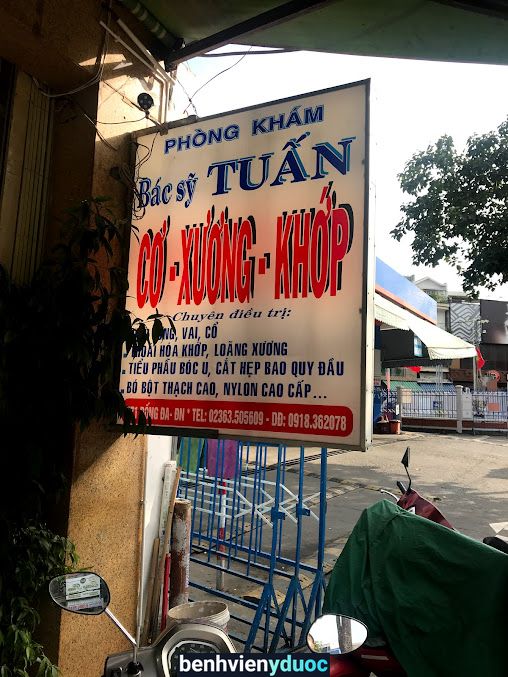 PHÒNG KHÁM
Bác sỹ TUẤN
CƠ - XƯƠNG - KHỚP
Chuyên điều trị:
VAI, CỔ
THOÁI HÓA KHỚP, LOÃNG XƯƠNG
- TIỂU PHẪU BÓC U, CẮT HẸP BAO QUY ĐẦU
- BÓ BỘT THẠCH CAO, NYLON CAO CẤP...
ĐỐNG ĐA- ĐN * TEL: 02363.505609 - DĐ: 0918.362078
benhvienyduoc